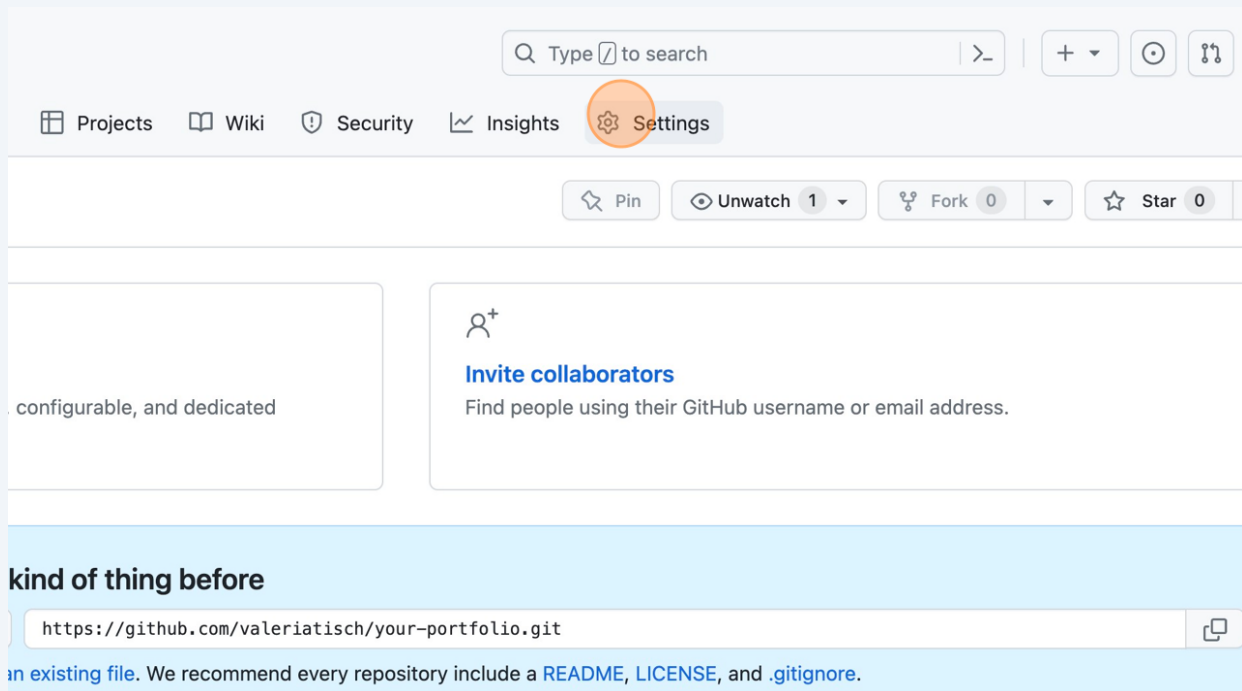 Type / to search
Projects Wiki Security Insights Settings
Pin Unwatch 1 Fork 0 Star 0
configurable, and dedicated
Invite collaborators
Find people using their GitHub username or email address.
kind of thing before
https://github.com/valeriatisch/your-portfolio.git
an existing file. We recommend every repository include a README, LICENSE, and .gitignore.